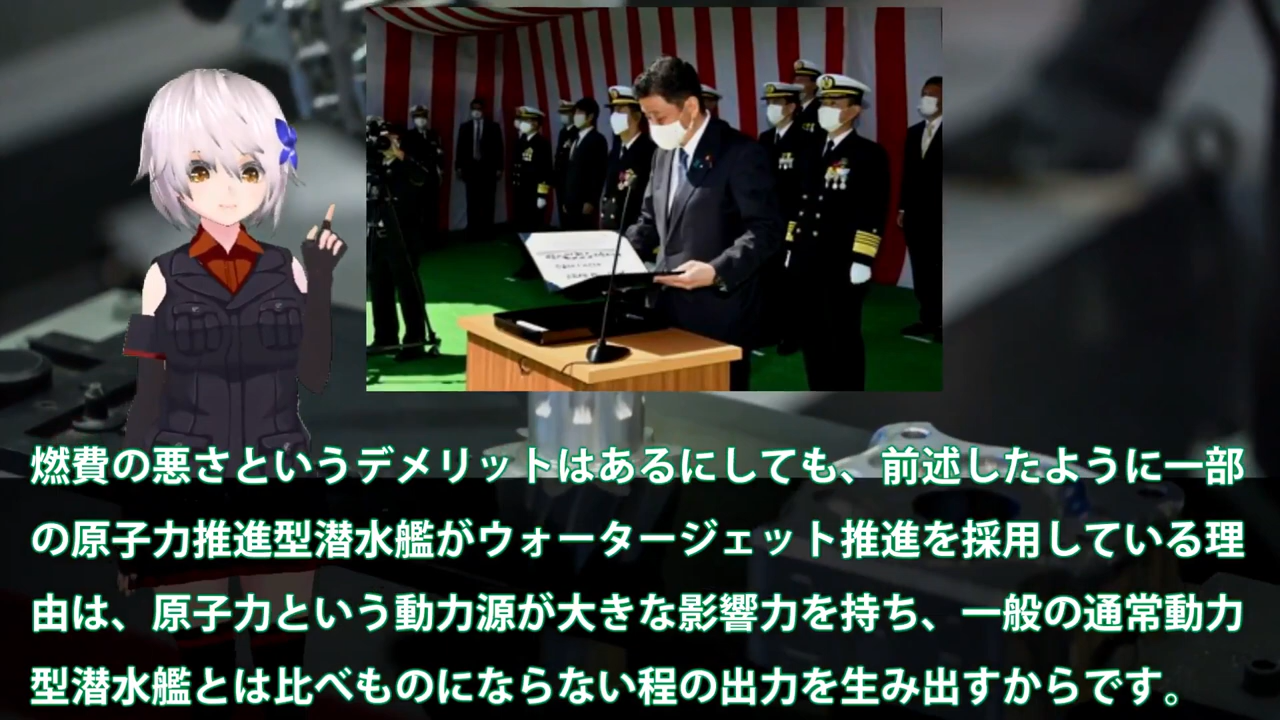 燃費の悪さというデメリットはあるにしても、前述したように一部
の原子力推進型潜水艦がウォータージェット推進を採用している理
由は、原子力という動力源が大きな影響力を持ち、一般の通常動力
型潜水艦とは比べものにならない程の出力を生み出すからです。